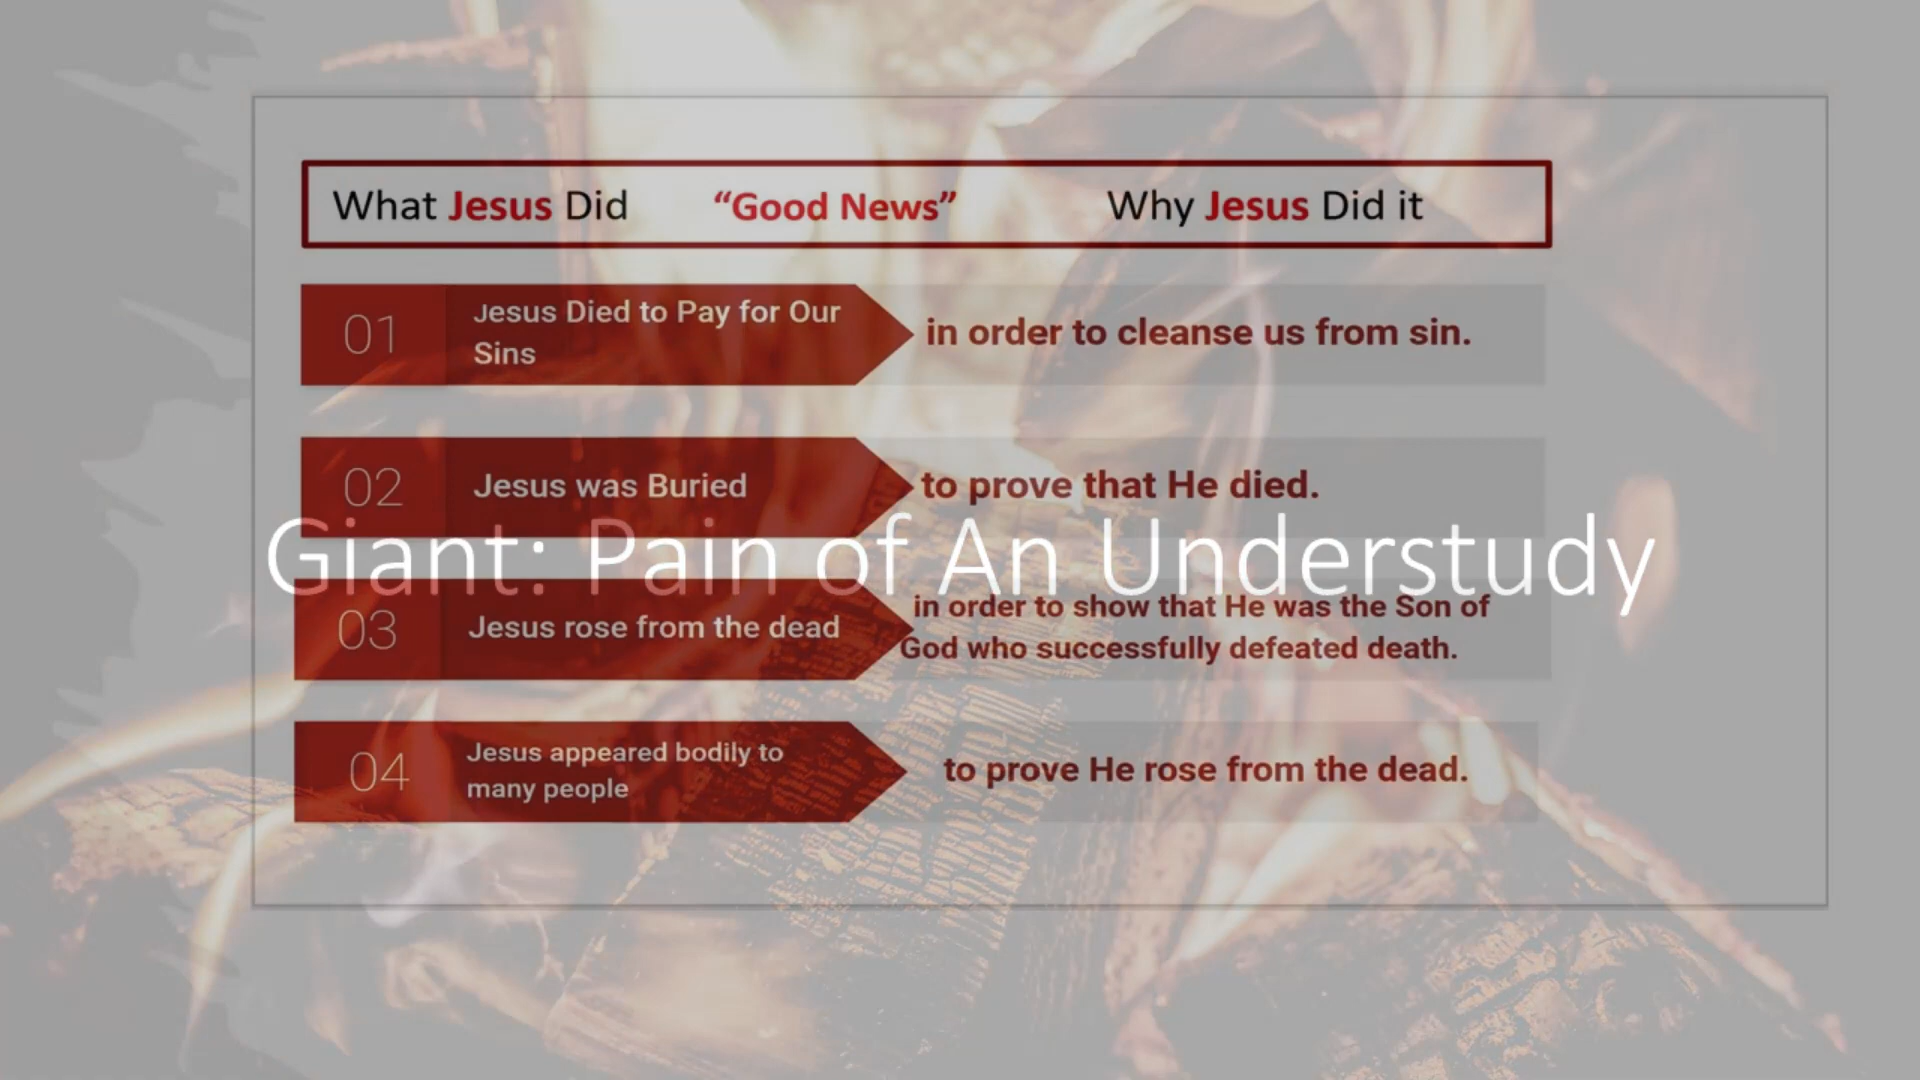 What Jesus Did “Good News” Why Jesus Did it
01
Jesus Died to Pay for Our
Sins
in order to cleanse us from sin.
02
Jesus was Buried
to prove that He died.
Giant: Pain of An Understudy
03
Jesus rose from the dead
in order to show that He was the Son of
God who successfully defeated death.
04
Jesus appeared bodily to
many people
to prove He rose from the dead.